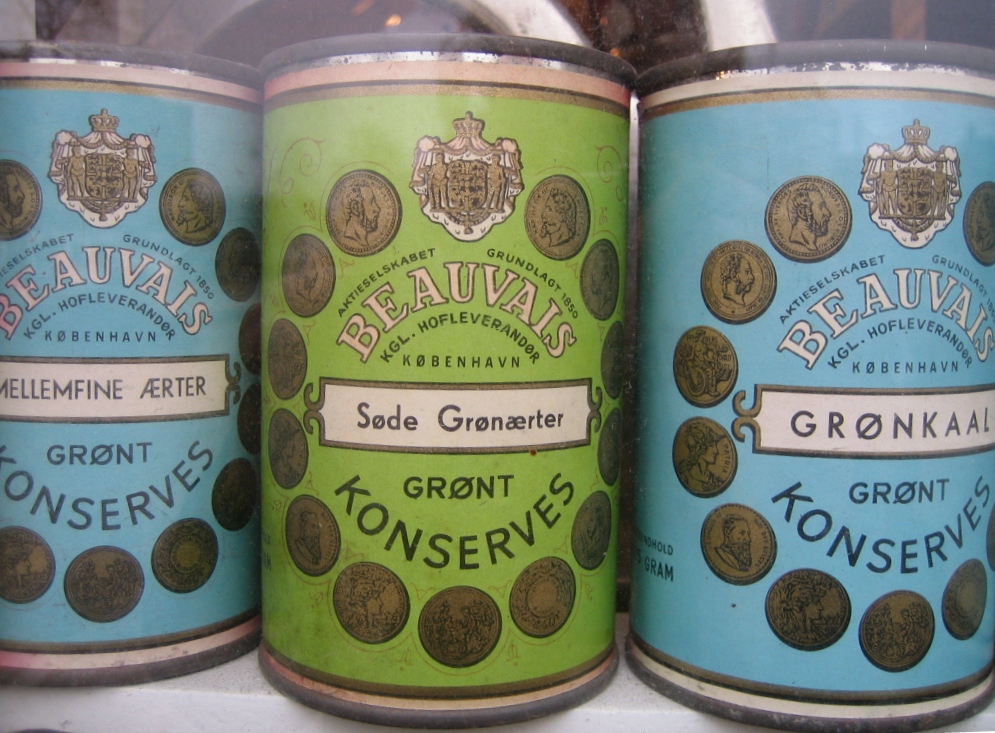 AKTIESELSKABET GRUNDLAGT 1850
BEAUVAIS
KGL. HOFLEVERANDØR
KØBENHAVN
MELLEMFINE ÆRTER
GRØNT
KONSERVES
AKTIESELSKABET GRUNDLAGT 1850
BEAUVAIS
KGL. HOFLEVERANDØR
KØBENHAVN
Søde Grønærter
GRØNT
KONSERVES
AKTIESELSKABET GRUNDLAGT 1850
BEAUVAIS
KGL. HOFLEVERANDØR
KØBENHAVN
GRØNKAAL
GRØNT
KONSERVES
GRAM